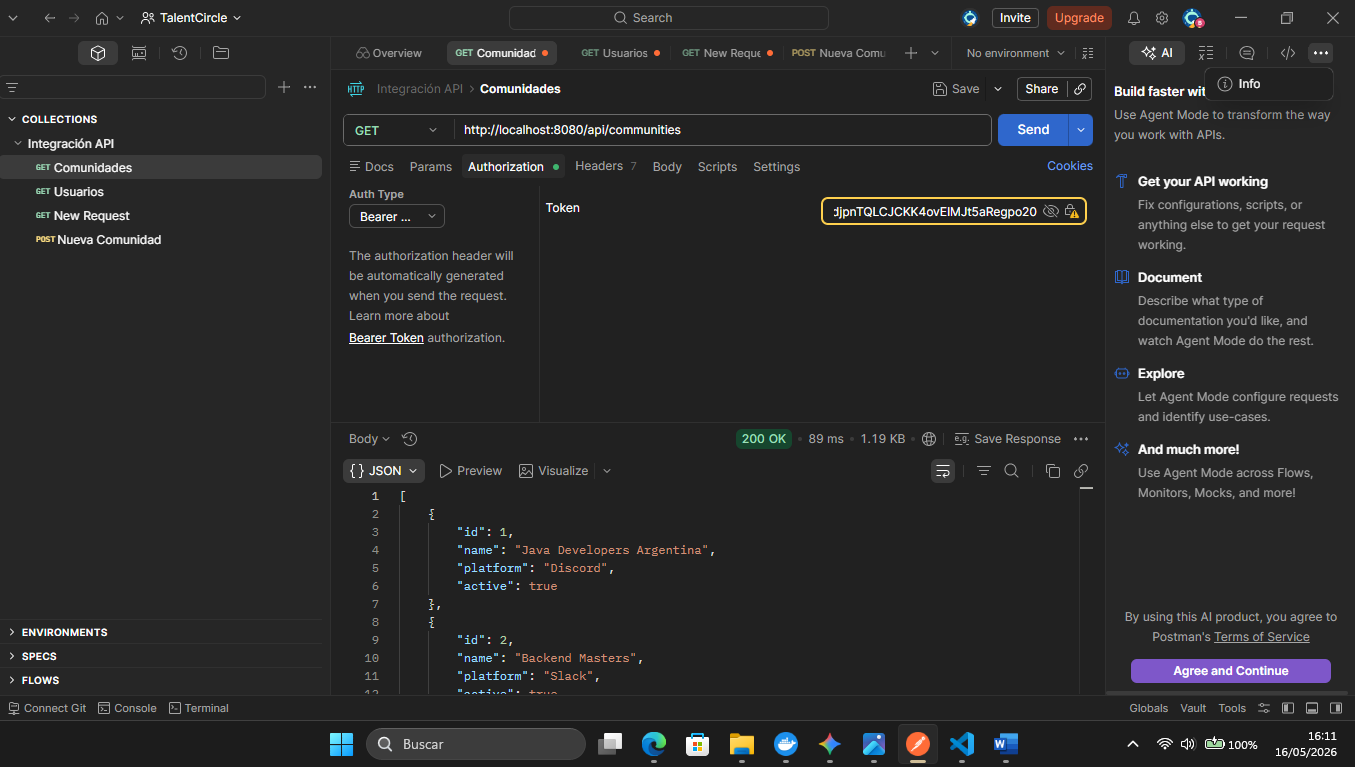 TalentCircle
Search
Invite
Upgrade
6
Overview
GET Comunidad
GET Usuarios
GET New Reque
POST Nueva Comu
No environment
AI
Info
COLLECTIONS
Integración API
GET Comunidades
GET Usuarios
GET New Request
POST Nueva Comunidad
ENVIRONMENTS
SPECS
FLOWS
HTTP Integración API > Comunidades
Save
Share
GET http://localhost:8080/api/communities
Send
Docs Params Authorization Headers 7 Body Scripts Settings
Cookies
Auth Type
Bearer ...
The authorization header will
be automatically generated
when you send the request.
Learn more about
Bearer Token authorization.
Token
djpnTQLCJCKK4ovElMJt5aRegpo20
Body
200 OK • 89 ms • 1.19 KB
e.g. Save Response
{ } JSON Preview Visualize
1 [
2 {
3 "id": 1,
4 "name": "Java Developers Argentina",
5 "platform": "Discord",
6 "active": true
7 },
8 {
9 "id": 2,
10 "name": "Backend Masters",
11 "platform": "Slack",
12 "active": true
Build faster wit
Use Agent Mode to transform the way
you work with APIs.
Get your API working
Fix configurations, scripts, or
anything else to get your request
working.
Document
Describe what type of
documentation you'd like, and
watch Agent Mode do the rest.
Explore
Let Agent Mode configure requests
and identify use-cases.
And much more!
Use Agent Mode across Flows,
Monitors, Mocks, and more!
By using this AI product, you agree to
Postman's Terms of Service
Agree and Continue
Connect Git Console Terminal
Globals Vault Tools
Buscar
100%
16:11
16/05/2026